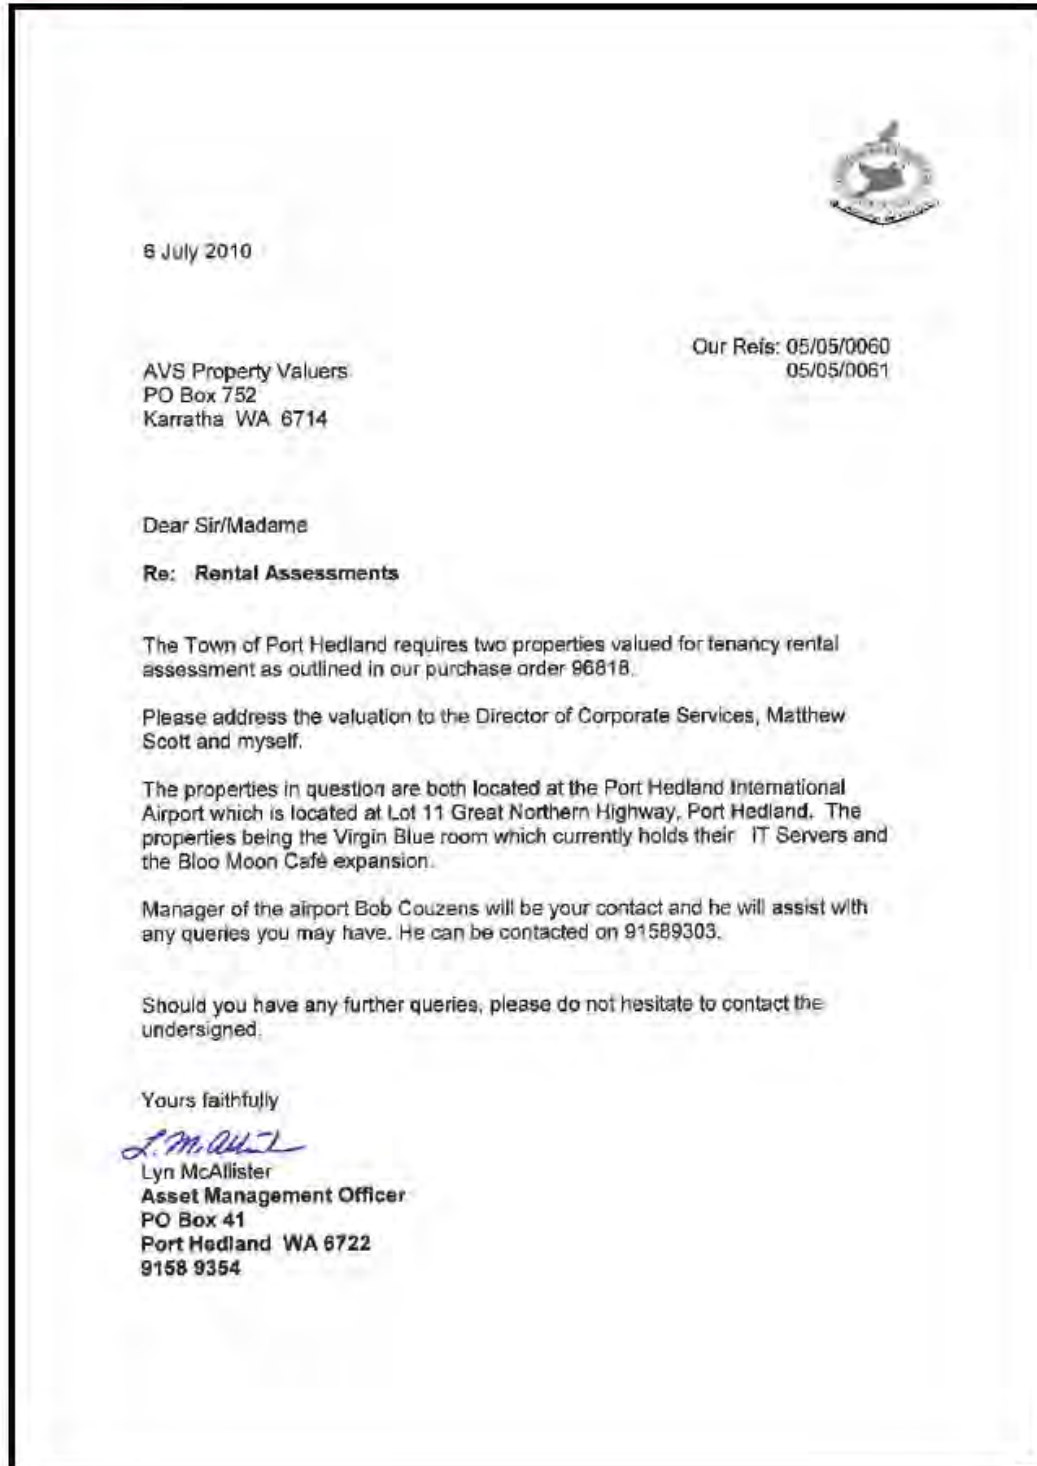 6 July 2010
Our Refs: 05/05/0060
05/05/0061
AVS Property Valuers
PO Box 752
Karratha WA 6714
Dear Sir/Madame
Re: Rental Assessments
The Town of Port Hedland requires two properties valued for tenancy rental
assessment as outlined in our purchase order 96818.
Please address the valuation to the Director of Corporate Services, Matthew
Scott and myself.
The properties in question are both located at the Port Hedland International
Airport which is located at Lot 11 Great Northern Highway, Port Hedland. The
properties being the Virgin Blue room which currently holds their IT Servers and
the Bloo Moon Café expansion.
Manager of the airport Bob Couzens will be your contact and he will assist with
any queries you may have. He can be contacted on 91589303.
Should you have any further queries, please do not hesitate to contact the
undersigned.
Yours faithfully
Lyn McAllister
Asset Management Officer
PO Box 41
Port Hedland WA 6722
9158 9354